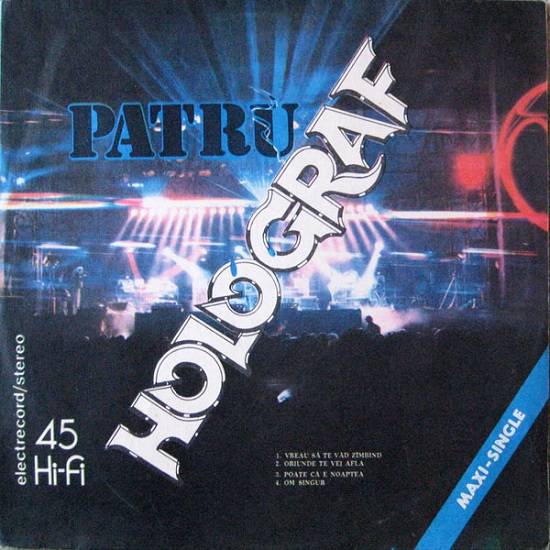 PATRU
HOLOGRAF
electrecord/stereo
45
Hi-Fi
1. VREAU SĂ TE VĂD ZÎMBIND
2. ORIUNDE TE VEI AFLA
3. POATE CĂ E NOAPTEA
4. OM SINGUR
MAXI-SINGLE